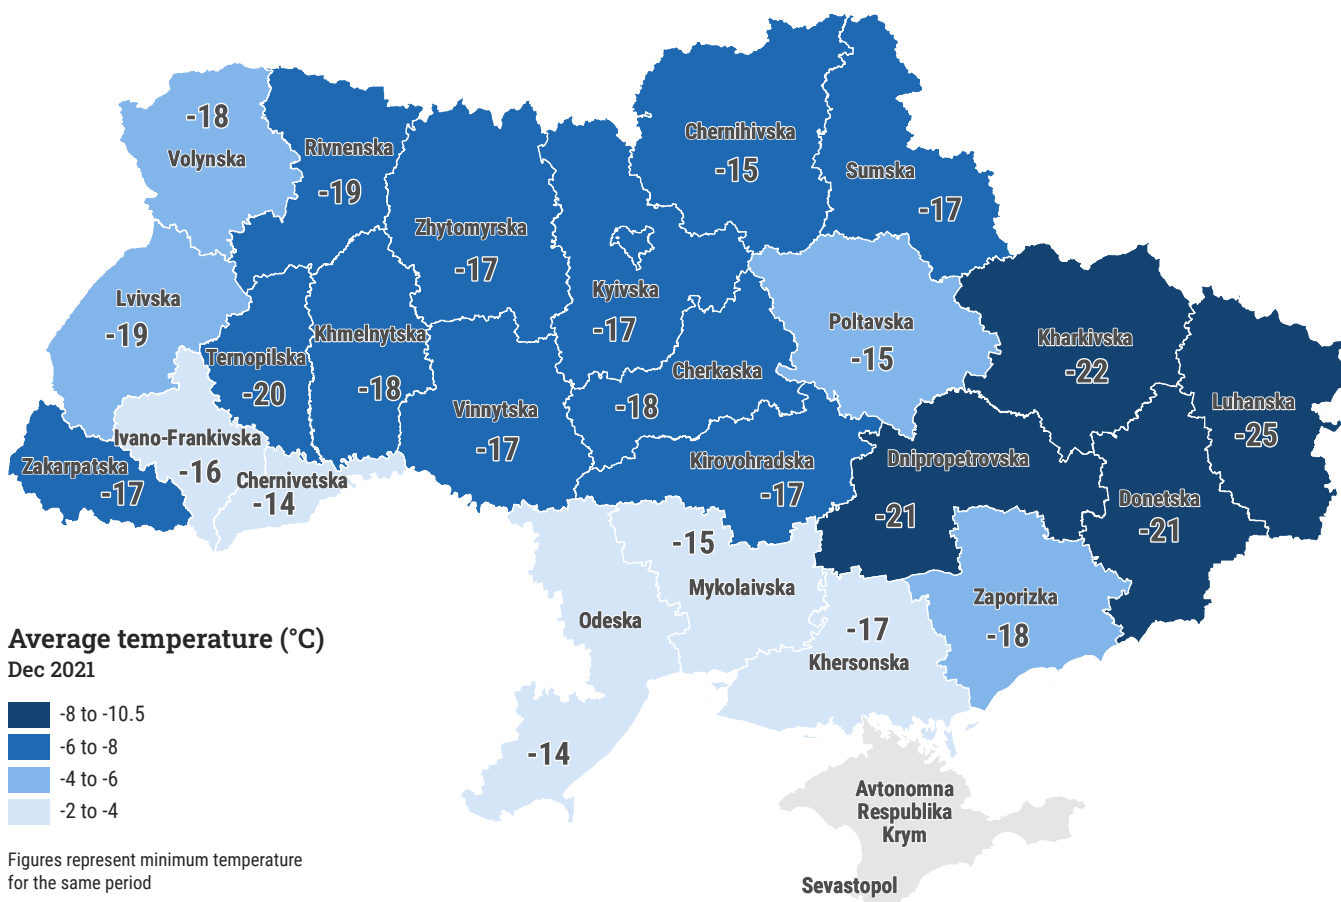 -18
Volynska
Rivnenska
-19
Zhytomyrska
-17
Kyivska
-17
Chernihivska
-15
Sumska
-17
Lvivska
-19
Ternopilska
-20
Khmelnytska
-18
Vinnytska
-17
Cherkaska
-18
Poltavska
-15
Kharkivska
-22
Luhanska
-25
Zakarpatska
-17
Ivano-Frankivska
-16
Chernivetska
-14
Kirovohradska
-17
Dnipropetrovska
-21
Donetska
-21
-15
Mykolaivska
Odeska
-14
-17
Khersonska
Zaporizka
-18
Avtonomna
Respublika
Krym
Sevastopol
Average temperature (°C)
Dec 2021
-8 to -10.5
-6 to -8
-4 to -6
-2 to -4
Figures represent minimum temperature
for the same period